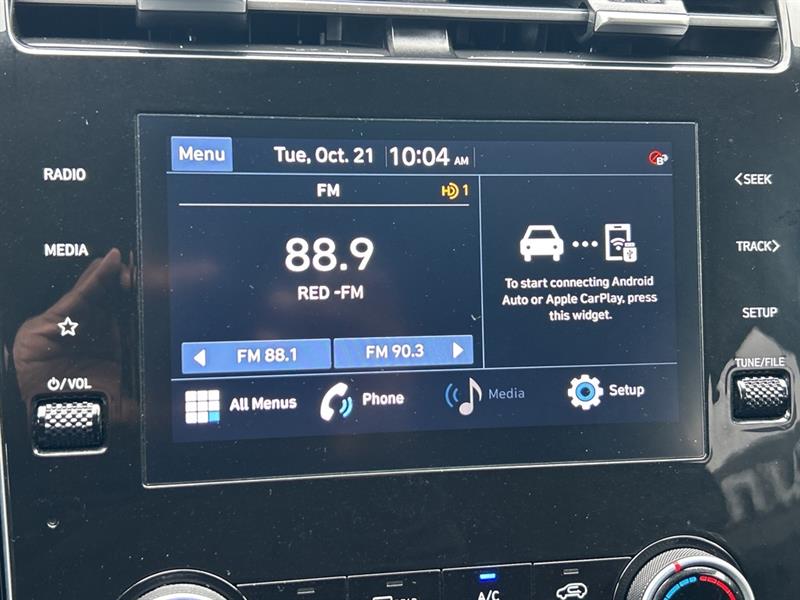 RADIO
MEDIA
⏻/VOL
Menu
Tue, Oct. 21
10:04 AM
FM
HD 1
88.9
RED -FM
FM 88.1
FM 90.3
To start connecting Android
Auto or Apple CarPlay, press
this widget.
All Menus
Phone
Media
Setup
<SEEK
TRACK>
SETUP
TUNE/FILE
A/C